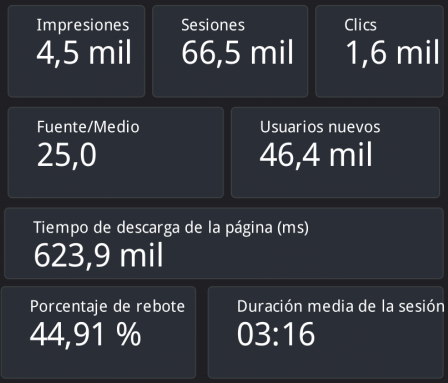 Impresiones
4,5 mil
Sesiones
66,5 mil
Clics
1,6 mil
Fuente/Medio
25,0
Usuarios nuevos
46,4 mil
Tiempo de descarga de la página (ms)
623,9 mil
Porcentaje de rebote
44,91 %
Duración media de la sesión
03:16